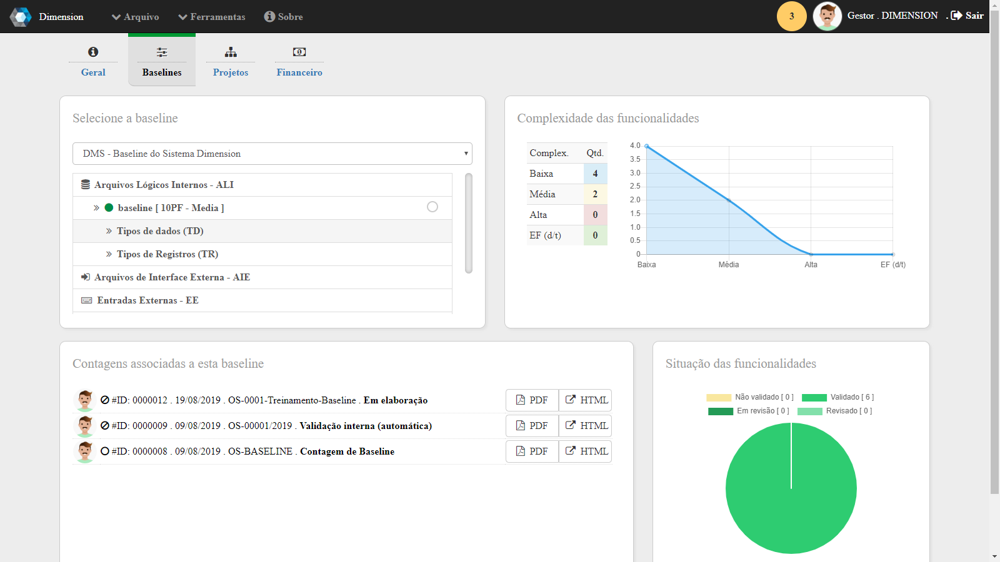 Dimension Arquivo Ferramentas Sobre 3 Gestor . DIMENSION . Sair
Geral Baselines Projetos Financeiro
Selecione a baseline
DMS - Baseline do Sistema Dimension
Arquivos Lógicos Internos - ALI
baseline [ 10PF - Media ]
Tipos de dados (TD)
Tipos de Registros (TR)
Arquivos de Interface Externa - AIE
Entradas Externas - EE
Complexidade das funcionalidades
Complex. Qtd.
Baixa 4
Média 2
Alta 0
EF (d/t) 0
4.0
3.5
3.0
2.5
2.0
1.5
1.0
0.5
0
Baixa Média Alta EF (d/t)
Contagens associadas a esta baseline
#ID: 0000012 . 19/08/2019 . OS-0001-Treinamento-Baseline . Em elaboração PDF HTML
#ID: 0000009 . 09/08/2019 . OS-00001/2019 . Validação interna (automática) PDF HTML
#ID: 0000008 . 09/08/2019 . OS-BASELINE . Contagem de Baseline PDF HTML
Situação das funcionalidades
Não validado [ 0 ] Validado [ 6 ]
Em revisão [ 0 ] Revisado [ 0 ]